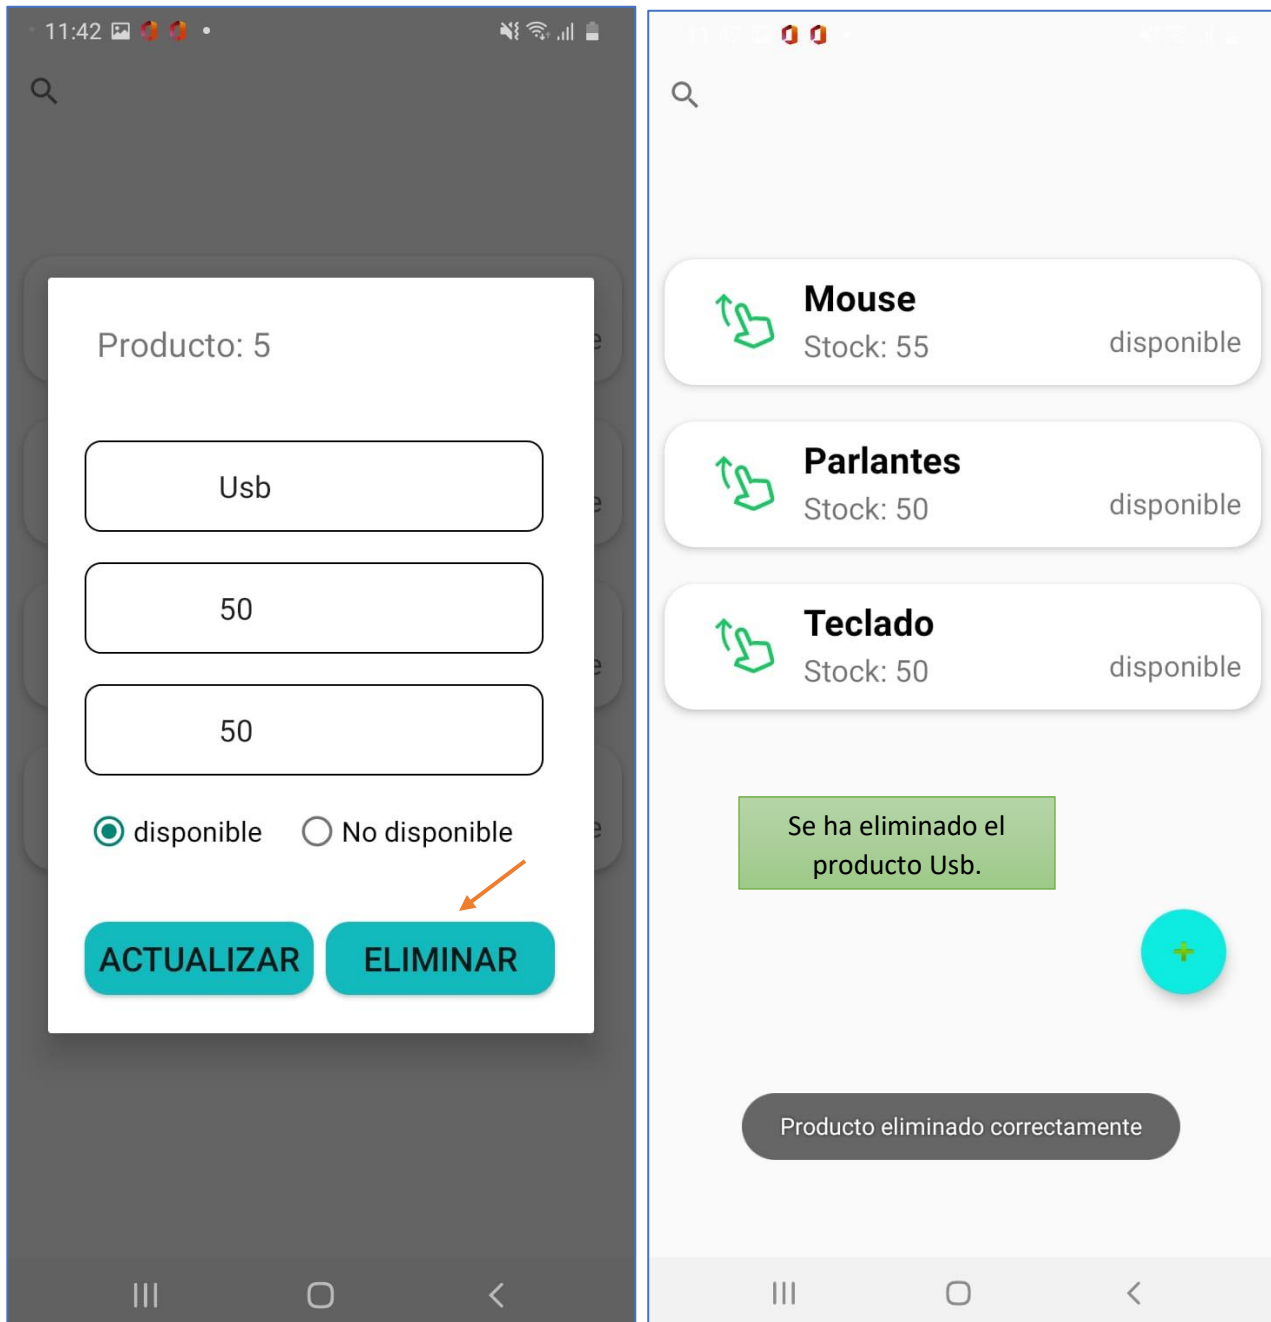 11:42
Producto: 5
Usb
50
50
disponible No disponible
ACTUALIZAR ELIMINAR
Mouse
Stock: 55 disponible
Parlantes
Stock: 50 disponible
Teclado
Stock: 50 disponible
Se ha eliminado el
producto Usb.
+
Producto eliminado correctamente